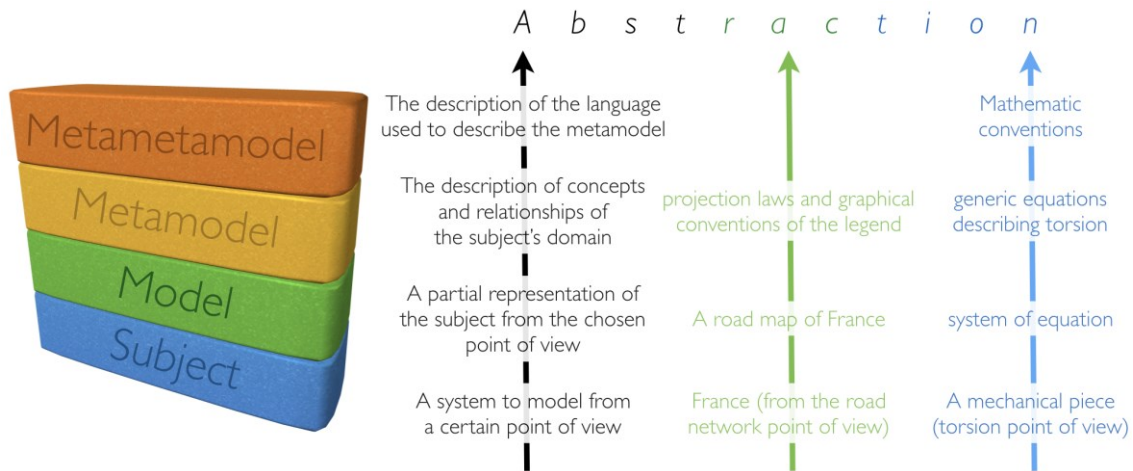 Abstraction
Metametamodel
Metamodel
Model
Subject
The description of the language
used to describe the metamodel
The description of concepts
and relationships of
the subject's domain
A partial representation of
the subject from the chosen
point of view
A system to model from
a certain point of view
projection laws and graphical
conventions of the legend
A road map of France
France (from the road
network point of view)
Mathematic
conventions
generic equations
describing torsion
system of equation
A mechanical piece
(torsion point of view)